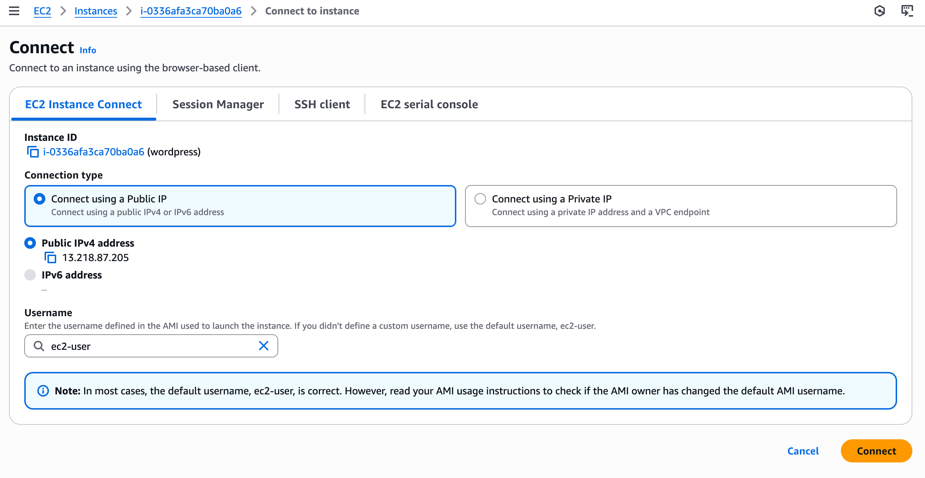 EC2 > Instances > i-0336afa3ca70ba0a6 > Connect to instance
Connect Info
Connect to an instance using the browser-based client.
EC2 Instance Connect
Session Manager
SSH client
EC2 serial console
Instance ID
i-0336afa3ca70ba0a6 (wordpress)
Connection type
Connect using a Public IP
Connect using a public IPv4 or IPv6 address
Connect using a Private IP
Connect using a private IP address and a VPC endpoint
Public IPv4 address
13.218.87.205
IPv6 address
–
Username
Enter the username defined in the AMI used to launch the instance. If you didn't define a custom username, use the default username, ec2-user.
ec2-user
Note: In most cases, the default username, ec2-user, is correct. However, read your AMI usage instructions to check if the AMI owner has changed the default AMI username.
Cancel
Connect